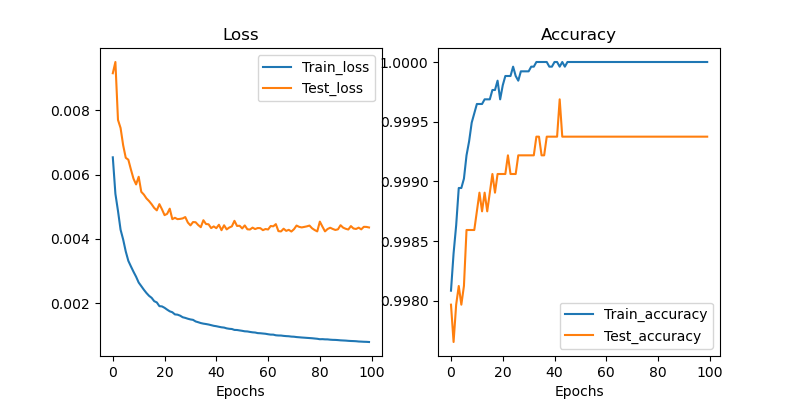 Loss
Accuracy
Train_loss
Test_loss
0.008
0.006
0.004
0.002
0 20 40 60 80 100
Epochs
1.0000
0.9995
0.9990
0.9985
0.9980
Train_accuracy
Test_accuracy
0 20 40 60 80 100
Epochs